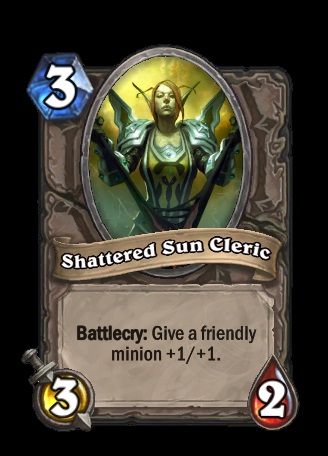 3
Shattered Sun Cleric
Battlecry: Give a friendly
minion +1/+1.
3
2